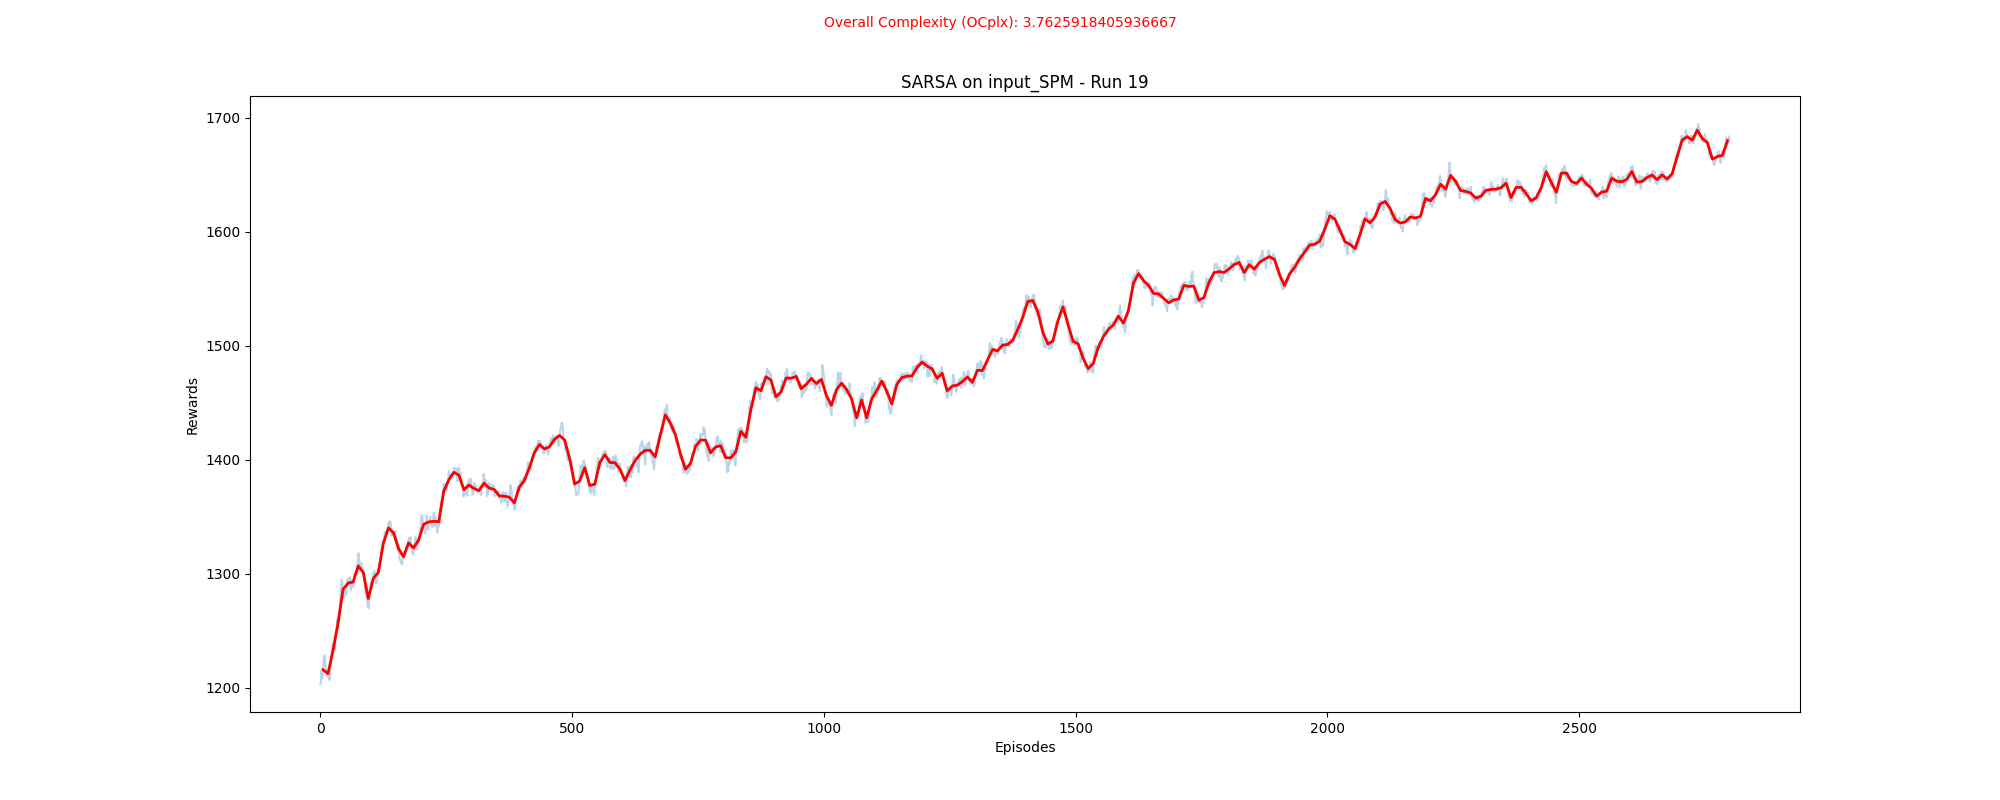 Overall Complexity (OCplx): 3.7625918405936667
SARSA on input_SPM - Run 19
1700
1600
1500
1400
1300
1200
Rewards
0 500 1000 1500 2000 2500
Episodes